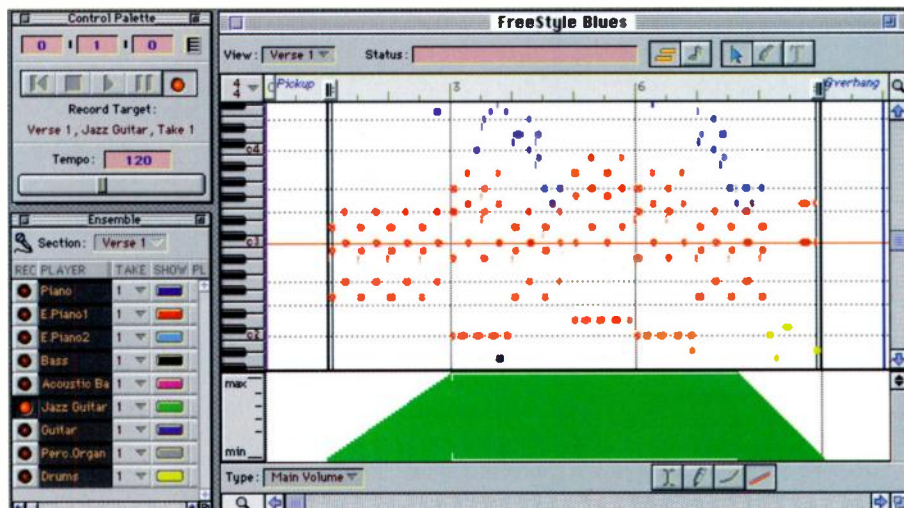 Control Palette
0 : 1 : 0
Record Target :
Verse 1 , Jazz Guitar , Take 1
Tempo : 120
Ensemble
Section : Verse 1
REC PLAYER TAKE SHOW PL
Piano 1
E.Piano1 1
E.Piano2 1
Bass 1
Acoustic Ba 1
Jazz Guitar 1
Guitar 1
Perc.Organ 1
Drums 1
FreeStyle Blues
View : Verse 1 Status :
4
4
Pickup 3 6 Overhang
c4
c3
c2
max
min
Type : Main Volume